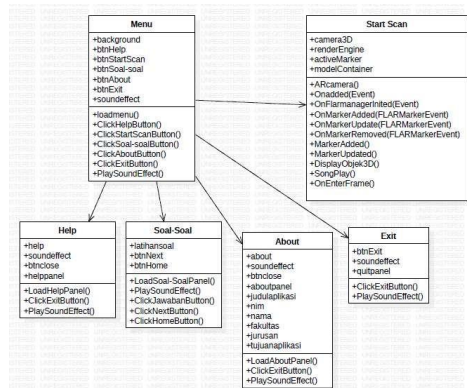 Menu
+background
+btnHelp
+btnStartScan
+btnSoal-soal
+btnAbout
+btnExit
+soundeffect
+loadmenu()
+ClickHelpButton()
+ClickStartScanButton()
+ClickSoal-soalButton()
+ClickAboutButton()
+ClickExitButton()
+PlaySoundEffect()
Start Scan
+camera3D
+renderEngine
+activeMarker
+modelContainer
+ARcamera()
+Onadded(Event)
+OnFlarmanagerInited(Event)
+OnMarkerAdded(FLARMarkerEvent)
+OnMarkerUpdate(FLARMarkerEvent)
+OnMarkerRemoved(FLARMarkerEvent)
+MarkerAdded()
+MarkerUpdated()
+DisplayObjek3D()
+SongPlay()
+OnEnterFrame()
Help
+help
+soundeffect
+btnclose
+helppanel
+LoadHelpPanel()
+ClickExitButton()
+PlaySoundEffect()
Soal-Soal
+latihansoal
+btnNext
+btnHome
+LoadSoal-SoalPanel()
+PlaySoundEffect()
+ClickJawabanButton()
+ClickNextButton()
+ClickHomeButton()
About
+about
+soundeffect
+btnclose
+aboutpanel
+judulaplikasi
+nim
+nama
+fakultas
+jurusan
+tujuanaplikasi
+LoadAboutPanel()
+ClickExitButton()
+PlaySoundEffect()
Exit
+btnExit
+soundeffect
+quitpanel
+ClickExitButton()
+PlaySoundEffect()